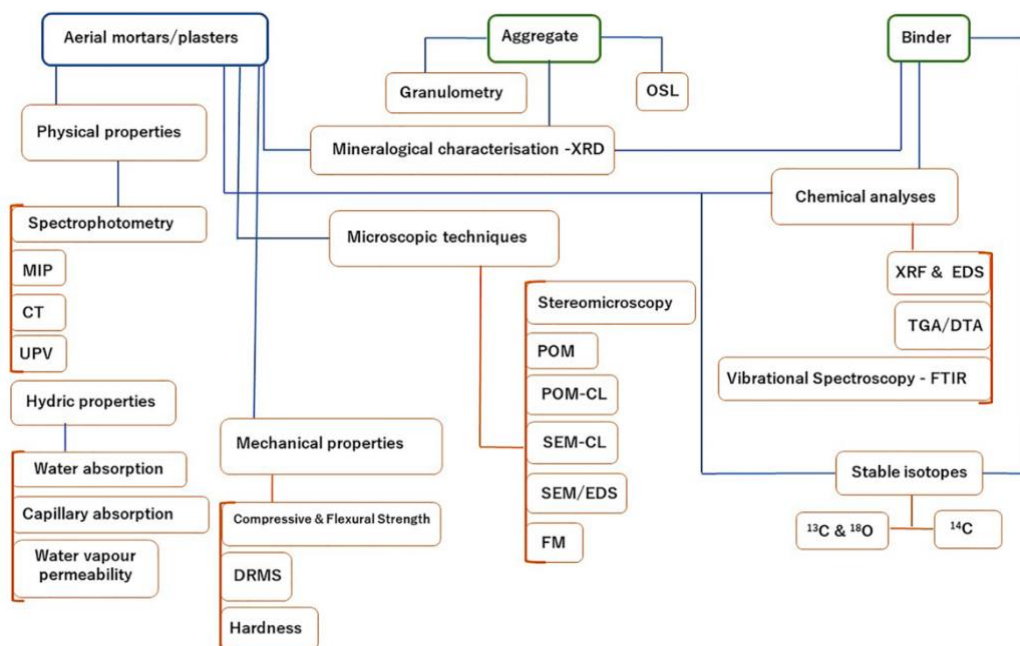 Aerial mortars/plasters
Aggregate
Binder
Granulometry
OSL
Physical properties
Mineralogical characterisation -XRD
Chemical analyses
Spectrophotometry
MIP
CT
UPV
Microscopic techniques
XRF & EDS
TGA/DTA
Vibrational Spectroscopy - FTIR
Stereomicroscopy
POM
POM-CL
SEM-CL
SEM/EDS
FM
Hydric properties
Water absorption
Capillary absorption
Water vapour
permeability
Mechanical properties
Compressive & Flexural Strength
DRMS
Hardness
Stable isotopes
¹³C & ¹⁸O
¹⁴C